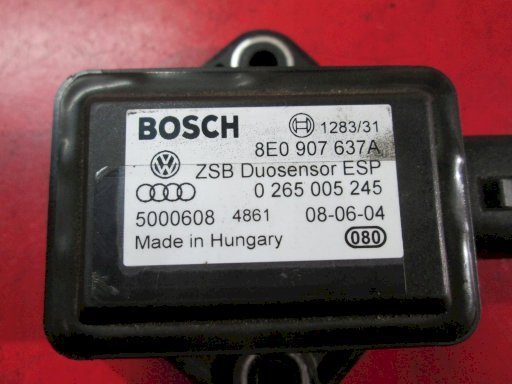 BOSCH 1283/31
8E0 907 637A
ZSB Duosensor ESP
0 265 005 245
5000608 4861 08-06-04
Made in Hungary 080